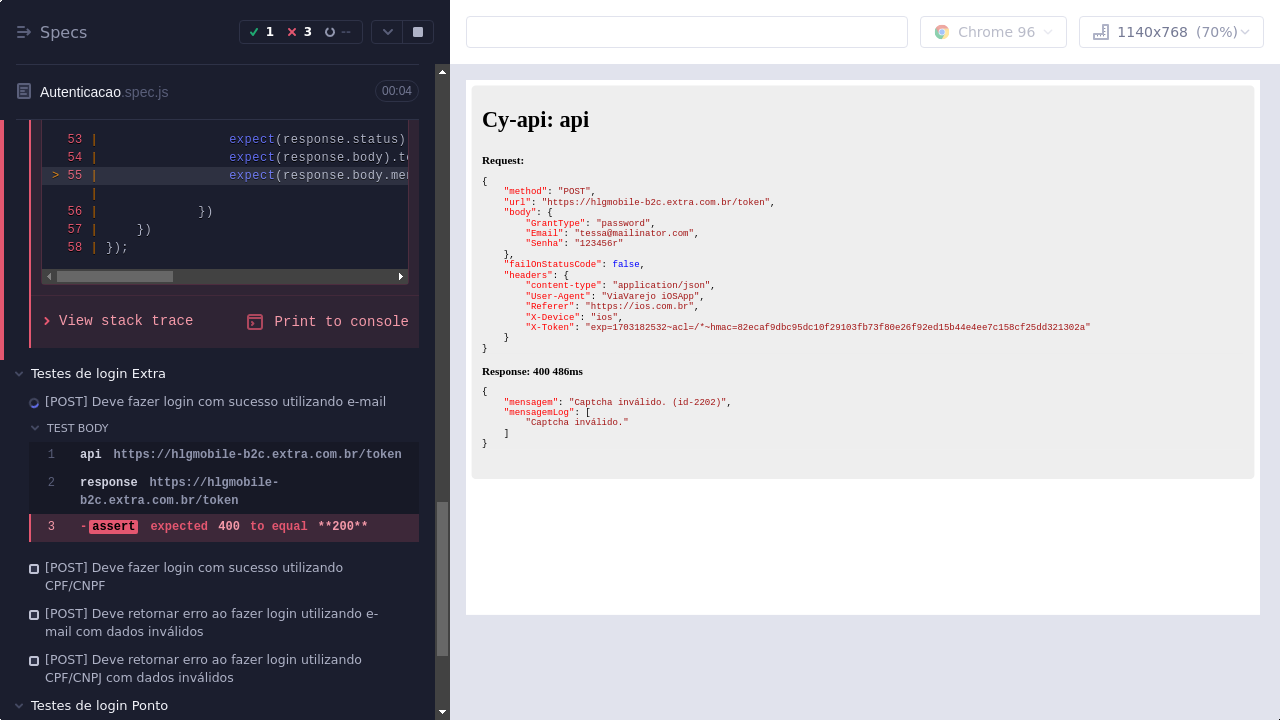 Specs
1
3
--
Chrome 96
1140x768 (70%)
Autenticacao.spec.js
00:04
53 | expect(response.status)
54 | expect(response.body).to
> 55 | expect(response.body.men
|
56 | })
57 | })
58 | });
View stack trace
Print to console
Testes de login Extra
[POST] Deve fazer login com sucesso utilizando e-mail
TEST BODY
1 api https://hlgmobile-b2c.extra.com.br/token
2 response https://hlgmobile-
b2c.extra.com.br/token
3 -assert expected 400 to equal **200**
[POST] Deve fazer login com sucesso utilizando
CPF/CNPF
[POST] Deve retornar erro ao fazer login utilizando e-
mail com dados inválidos
[POST] Deve retornar erro ao fazer login utilizando
CPF/CNPJ com dados inválidos
Testes de login Ponto
Cy-api: api
Request:
{
"method": "POST",
"url": "https://hlgmobile-b2c.extra.com.br/token",
"body": {
"GrantType": "password",
"Email": "tessa@mailinator.com",
"Senha": "123456r"
},
"failOnStatusCode": false,
"headers": {
"content-type": "application/json",
"User-Agent": "ViaVarejo iOSApp",
"Referer": "https://ios.com.br",
"X-Device": "ios",
"X-Token": "exp=1703182532~acl=/*~hmac=82ecaf9dbc95dc10f29103fb73f80e26f92ed15b44e4ee7c158cf25dd321302a"
}
}
Response: 400 486ms
{
"mensagem": "Captcha inválido. (id-2202)",
"mensagemLog": [
"Captcha inválido."
]
}